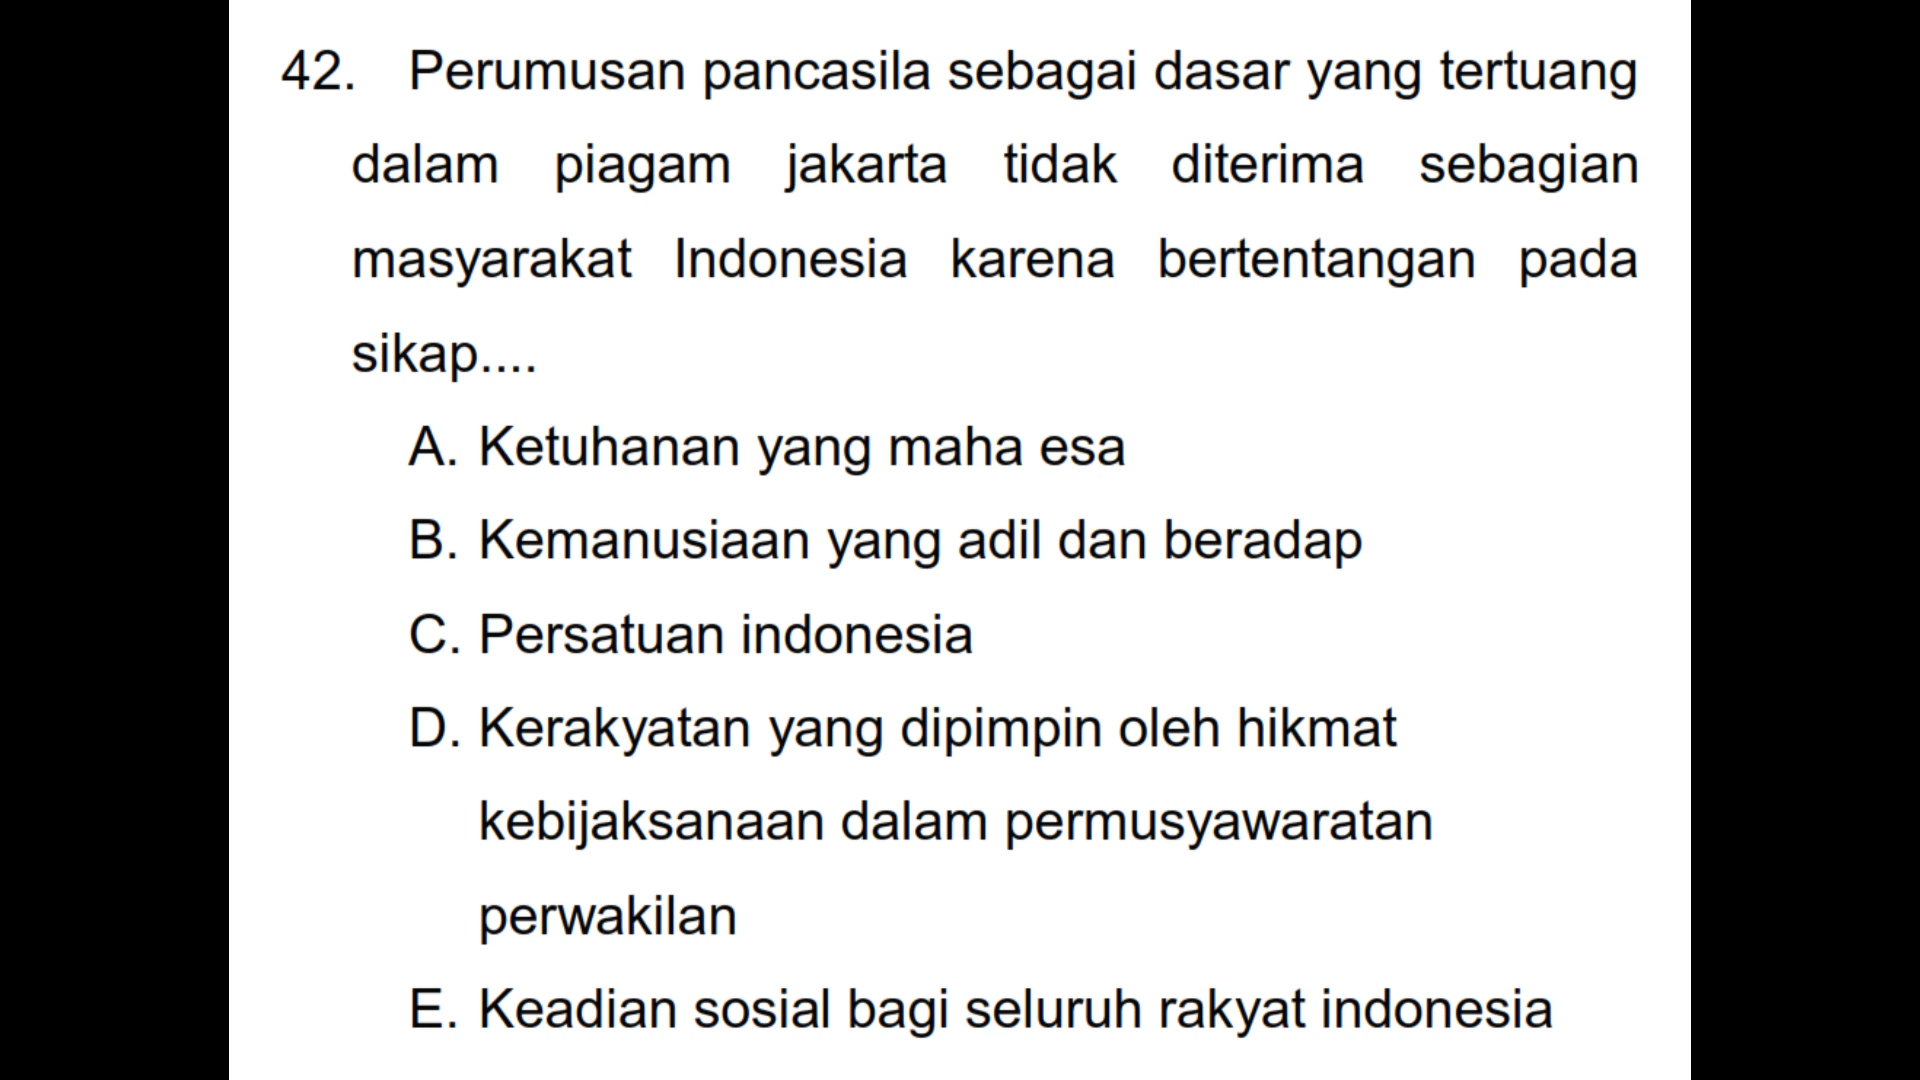 42. Perumusan pancasila sebagai dasar yang tertuang
dalam piagam jakarta tidak diterima sebagian
masyarakat Indonesia karena bertentangan pada
sikap....
A. Ketuhanan yang maha esa
B. Kemanusiaan yang adil dan beradap
C. Persatuan indonesia
D. Kerakyatan yang dipimpin oleh hikmat
kebijaksanaan dalam permusyawaratan
perwakilan
E. Keadian sosial bagi seluruh rakyat indonesia